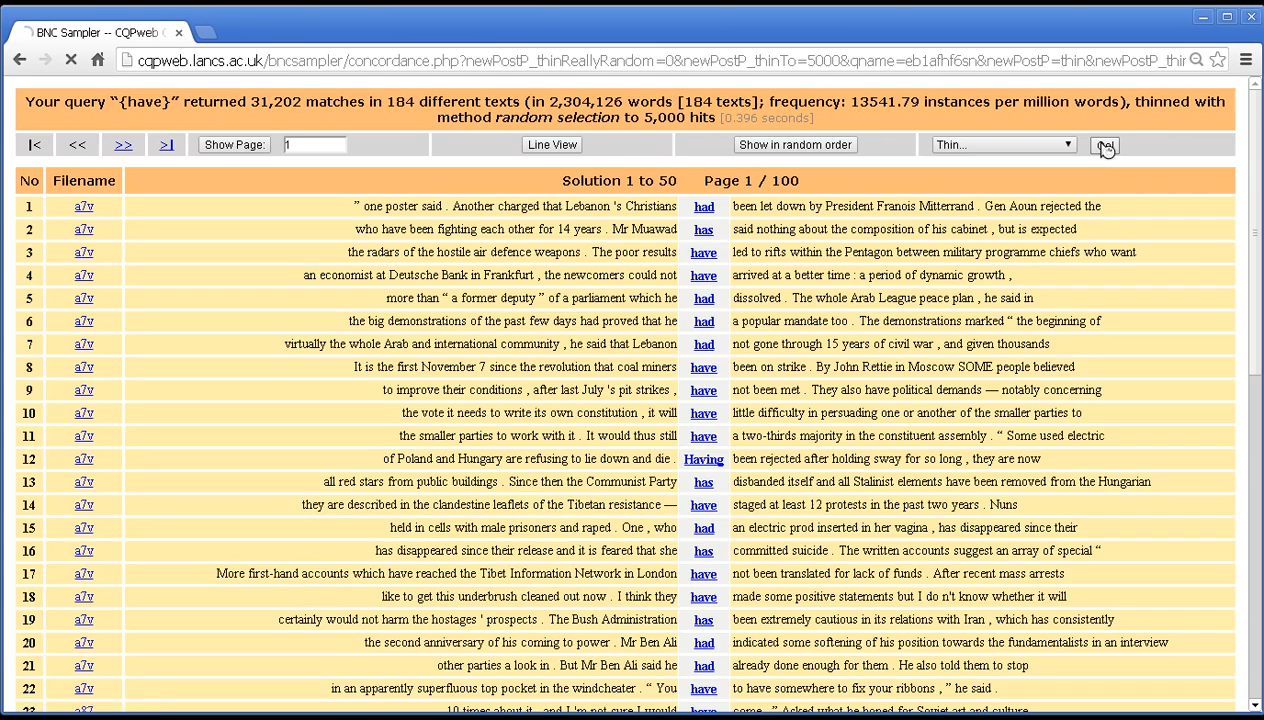 BNC Sampler -- CQPweb
cqpweb.lancs.ac.uk/bncsampler/concordance.php?newPostP_thinReallyRandom=0&newPostP_thinTo=5000&qname=eb1afhf6sn&newPostP=thin&newPostP_thir
Your query “{have}” returned 31,202 matches in 184 different texts (in 2,304,126 words [184 texts]; frequency: 13541.79 instances per million words), thinned with
method random selection to 5,000 hits [0.396 seconds]
|< << >> >| Show Page: 1 Line View Show in random order Thin...
No Filename Solution 1 to 50 Page 1 / 100
1 a7v ” one poster said . Another charged that Lebanon 's Christians had been let down by President Franois Mitterrand . Gen Aoun rejected the
2 a7v who have been fighting each other for 14 years . Mr Muawad has said nothing about the composition of his cabinet , but is expected
3 a7v the radars of the hostile air defence weapons . The poor results have led to rifts within the Pentagon between military programme chiefs who want
4 a7v an economist at Deutsche Bank in Frankfurt , the newcomers could not have arrived at a better time : a period of dynamic growth ,
5 a7v more than “ a former deputy ” of a parliament which he had dissolved . The whole Arab League peace plan , he said in
6 a7v the big demonstrations of the past few days had proved that he had a popular mandate too . The demonstrations marked “ the beginning of
7 a7v virtually the whole Arab and international community , he said that Lebanon had not gone through 15 years of civil war , and given thousands
8 a7v It is the first November 7 since the revolution that coal miners have been on strike . By John Rettie in Moscow SOME people believed
9 a7v to improve their conditions , after last July 's pit strikes , have not been met . They also have political demands — notably concerning
10 a7v the vote it needs to write its own constitution , it will have little difficulty in persuading one or another of the smaller parties to
11 a7v the smaller parties to work with it . It would thus still have a two-thirds majority in the constituent assembly . “ Some used electric
12 a7v of Poland and Hungary are refusing to lie down and die . Having been rejected after holding sway for so long , they are now
13 a7v all red stars from public buildings . Since then the Communist Party has disbanded itself and all Stalinist elements have been removed from the Hungarian
14 a7v they are described in the clandestine leaflets of the Tibetan resistance — have staged at least 12 protests in the past two years . Nuns
15 a7v held in cells with male prisoners and raped . One , who had an electric prod inserted in her vagina , has disappeared since their
16 a7v has disappeared since their release and it is feared that she has committed suicide . The written accounts suggest an array of special “
17 a7v More first-hand accounts which have reached the Tibet Information Network in London have not been translated for lack of funds . After recent mass arrests
18 a7v like to get this underbrush cleaned out now . I think they have made some positive statements but I do n't know whether it will
19 a7v certainly would not harm the hostages ' prospects . The Bush Administration has been extremely cautious in its relations with Iran , which has consistently
20 a7v the second anniversary of his coming to power . Mr Ben Ali had indicated some softening of his position towards the fundamentalists in an interview
21 a7v other parties a look in . But Mr Ben Ali said he had already done enough for them . He also told them to stop
22 a7v in an apparently superfluous top pocket in the windcheater . “ You have to have somewhere to fix your ribbons , ” he said .
23 a87 10 times about it , and I 'm not sure I would have come . ” Asked what he hoped for Soviet art and culture